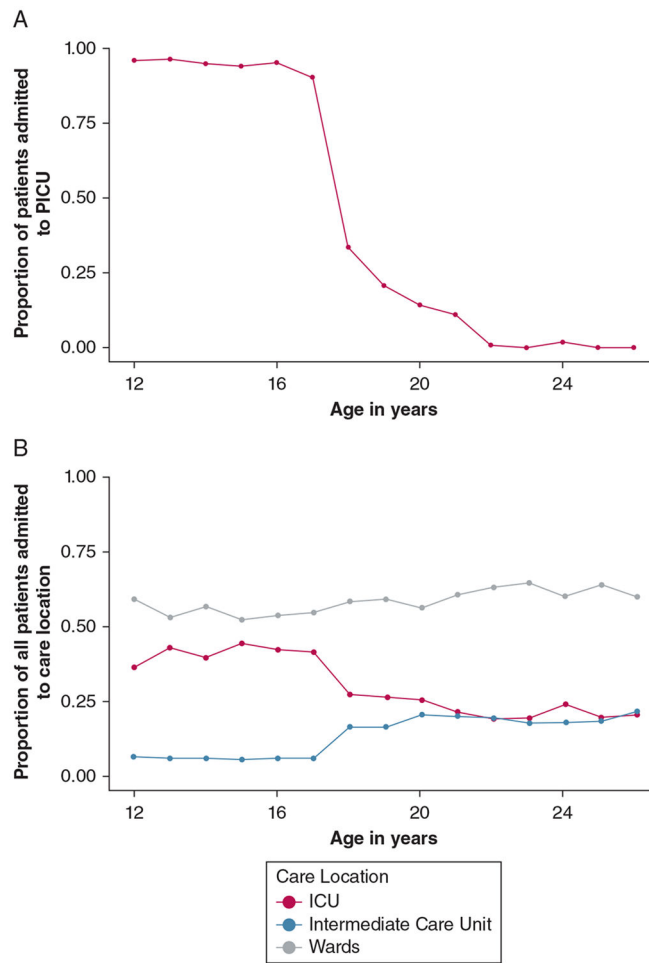 A
Proportion of patients admitted
to PICU
1.00
0.75
0.50
0.25
0.00
12
16
20
24
Age in years
B
Proportion of all patients admitted
to care location
1.00
0.75
0.50
0.25
0.00
12
16
20
24
Age in years
Care Location
ICU
Intermediate Care Unit
Wards